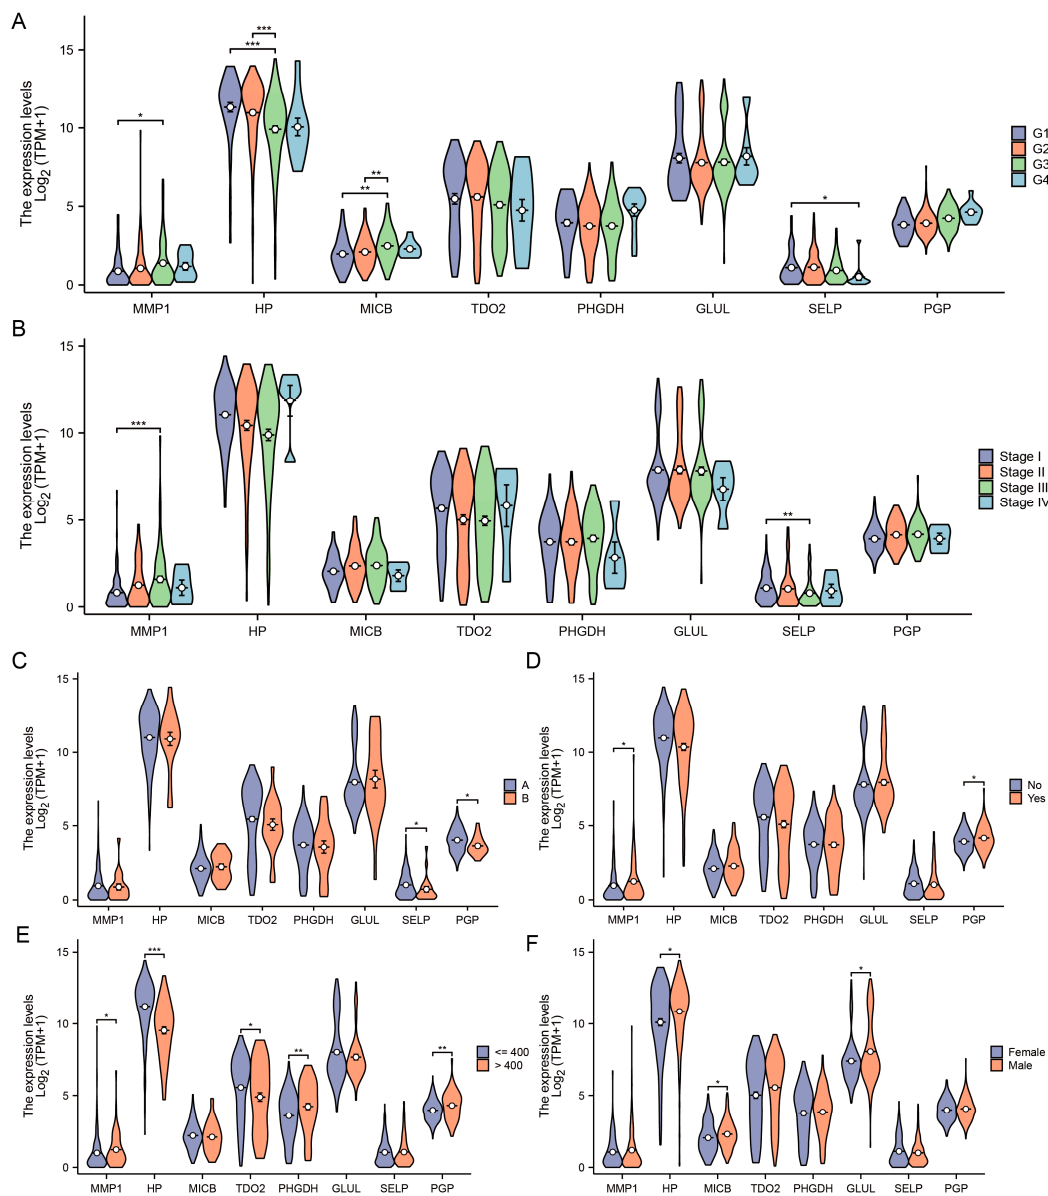 A
The expression levels
Log2 (TPM+1)
15
10
5
0
*
***
***
**
**
*
MMP1 HP MICB TDO2 PHGDH GLUL SELP PGP
G1
G2
G3
G4
B
The expression levels
Log2 (TPM+1)
15
10
5
0
***
**
MMP1 HP MICB TDO2 PHGDH GLUL SELP PGP
Stage I
Stage II
Stage III
Stage IV
C
The expression levels
Log2 (TPM+1)
15
10
5
0
*
*
MMP1 HP MICB TDO2 PHGDH GLUL SELP PGP
A
B
D
The expression levels
Log2 (TPM+1)
15
10
5
0
*
*
MMP1 HP MICB TDO2 PHGDH GLUL SELP PGP
No
Yes
E
The expression levels
Log2 (TPM+1)
15
10
5
0
*
***
*
**
**
MMP1 HP MICB TDO2 PHGDH GLUL SELP PGP
<= 400
> 400
F
The expression levels
Log2 (TPM+1)
15
10
5
0
*
*
*
MMP1 HP MICB TDO2 PHGDH GLUL SELP PGP
Female
Male